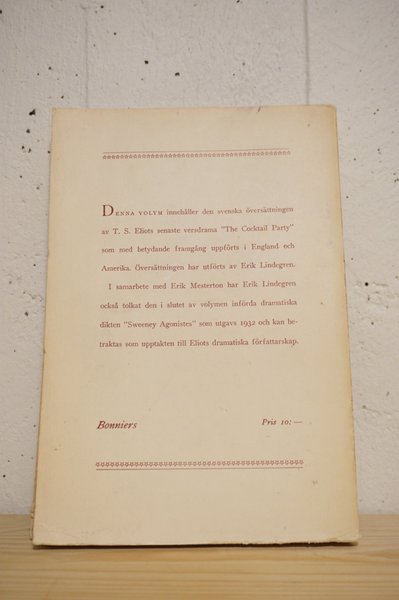 DENNA VOLYM innehåller den svenska översättningen
av T. S. Eliots senaste versdrama "The Cocktail Party"
som med betydande framgång uppförts i England och
Amerika. Översättningen har utförts av Erik Lindegren.
I samarbete med Erik Mesterton har Erik Lindegren
också tolkat den i slutet av volymen införda dramatiska
dikten "Sweeney Agonistes" som utgavs 1932 och kan be-
traktas som upptakten till Eliots dramatiska författarskap.
Bonniers Pris 10:—